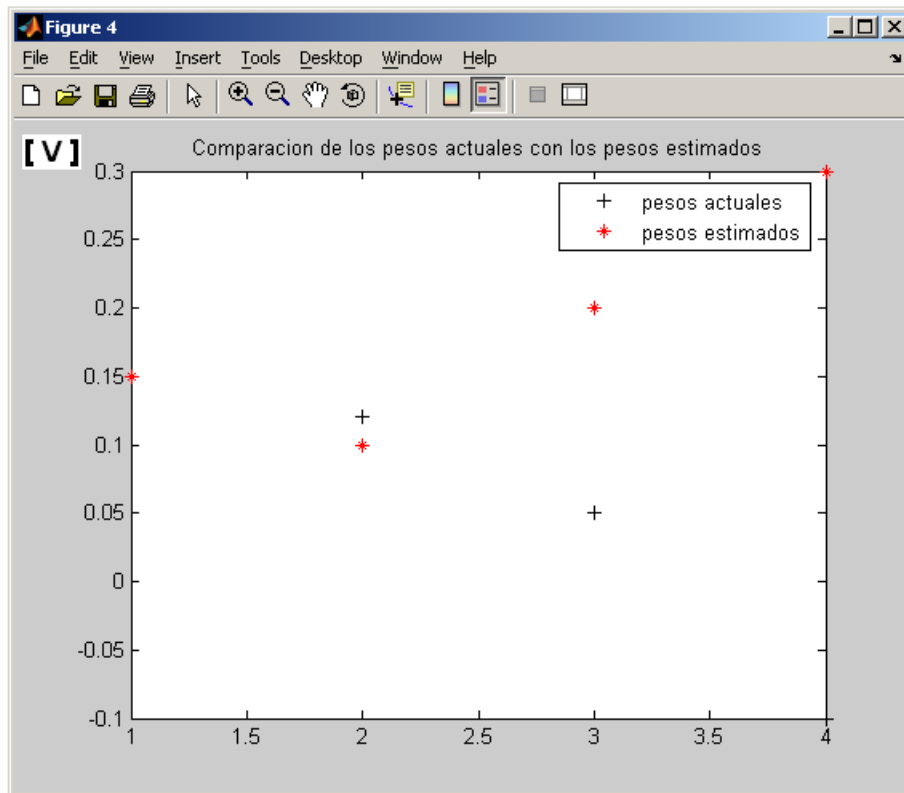 Figure 4
File Edit View Insert Tools Desktop Window Help
[ V ]
Comparacion de los pesos actuales con los pesos estimados
pesos actuales
pesos estimados
0.3
0.25
0.2
0.15
0.1
0.05
0
-0.05
-0.1
1 1.5 2 2.5 3 3.5 4